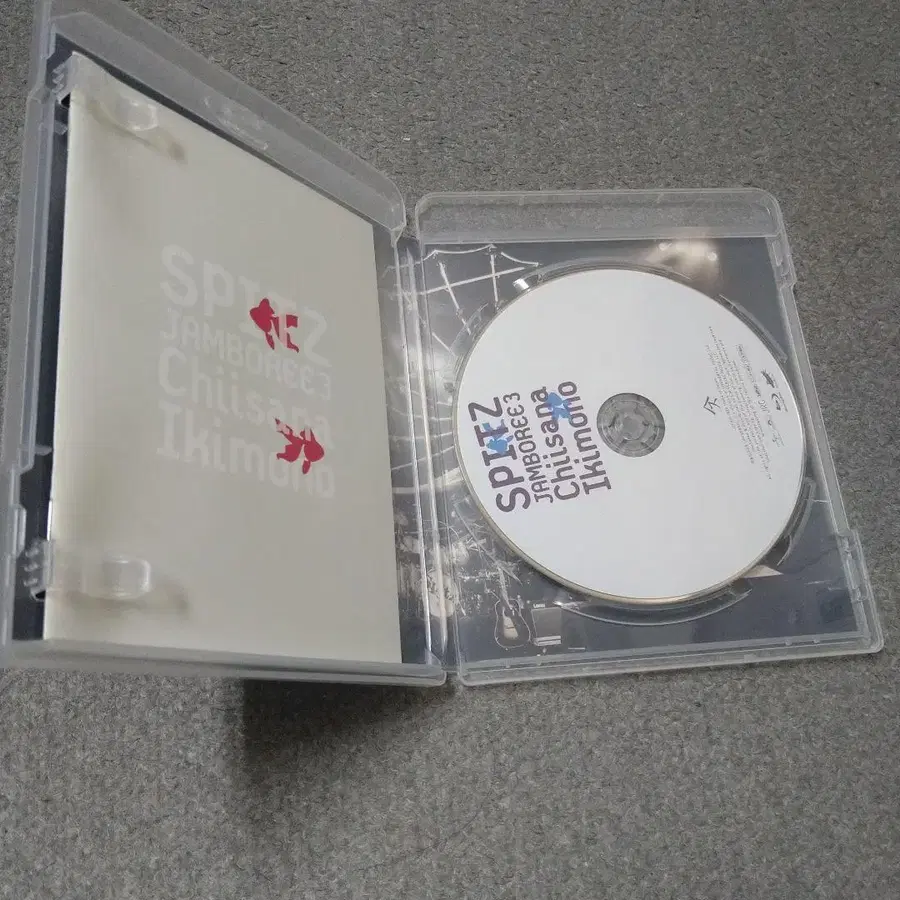 SPITZ
JAMBOREE3
Chiisana
Ikimono
SPITZ
JAMBOREE3
Chiisana
Ikimono